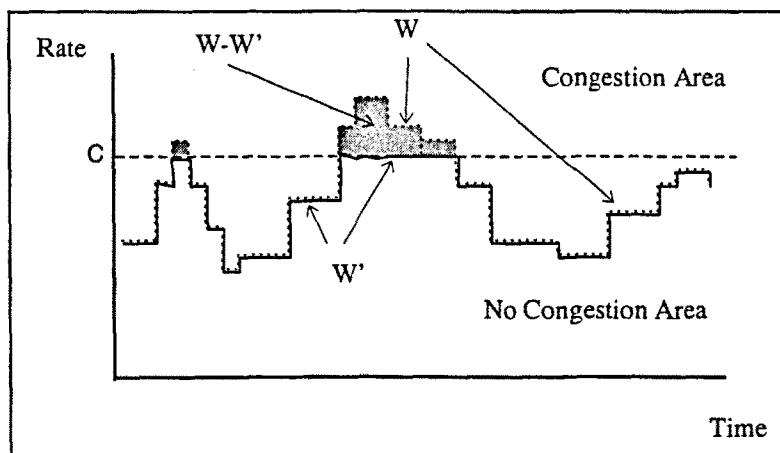 W
W-W'
Rate
Congestion Area
C
W'
No Congestion Area
Time